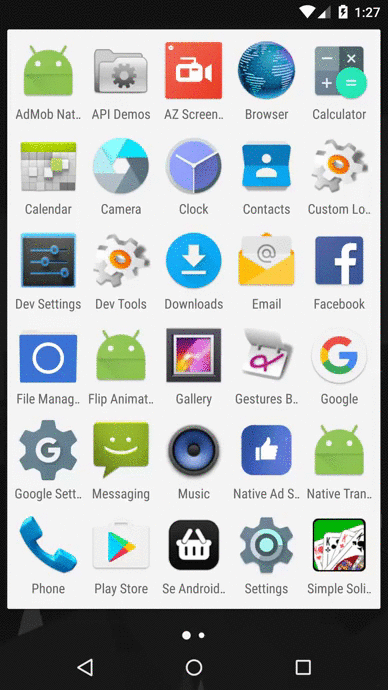 1:27
AdMob Nat.. API Demos AZ Screen.. Browser Calculator
Calendar Camera Clock Contacts Custom Lo..
Dev Settings Dev Tools Downloads Email Facebook
File Manag.. Flip Animat.. Gallery Gestures B.. Google
Google Sett.. Messaging Music Native Ad S.. Native Tran..
Phone Play Store Se Android.. Settings Simple Soli..